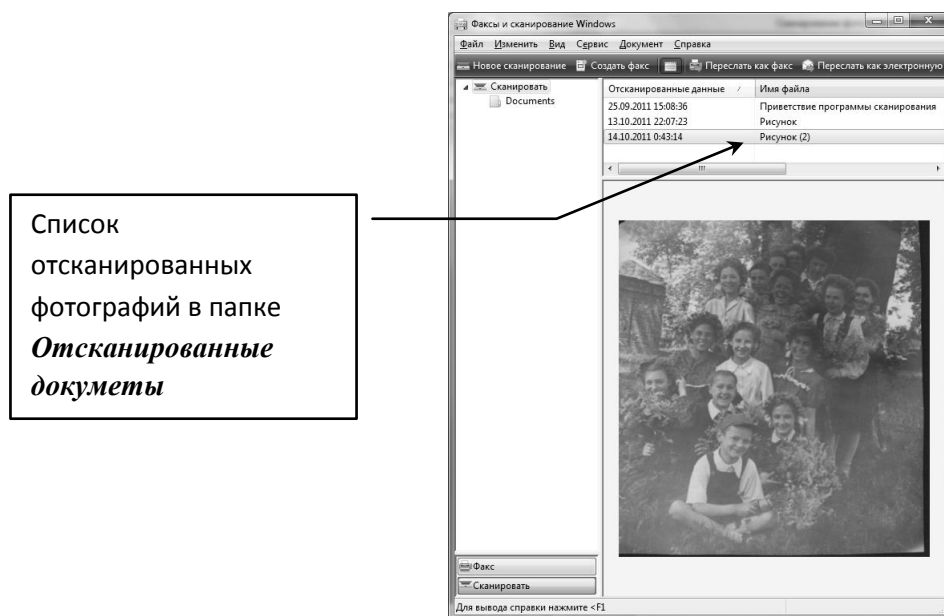 Факсы и сканирование Windows
Файл Изменить Вид Сервис Документ Справка
Новое сканирование Создать факс Переслать как факс Переслать как электронную
Сканировать
Documents
Отсканированные данные Имя файла
25.09.2011 15:08:36 Приветствие программы сканирования
13.10.2011 22:07:23 Рисунок
14.10.2011 0:43:14 Рисунок (2)
Список
отсканированных
фотографий в папке
Отсканированные
докуметы
Факс
Сканировать
Для вывода справки нажмите <F1